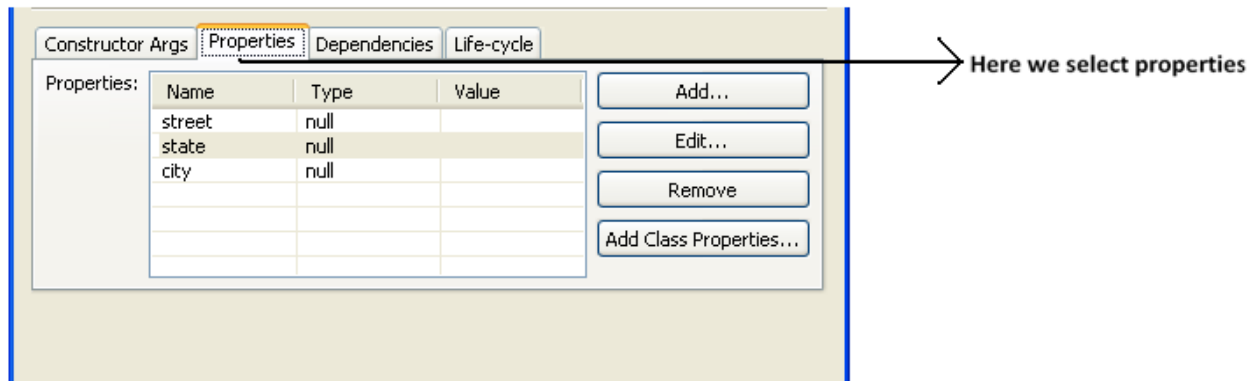 Constructor Args Properties Dependencies Life-cycle
Here we select properties
Properties:
Name Type Value
street null
state null
city null
Add...
Edit...
Remove
Add Class Properties...